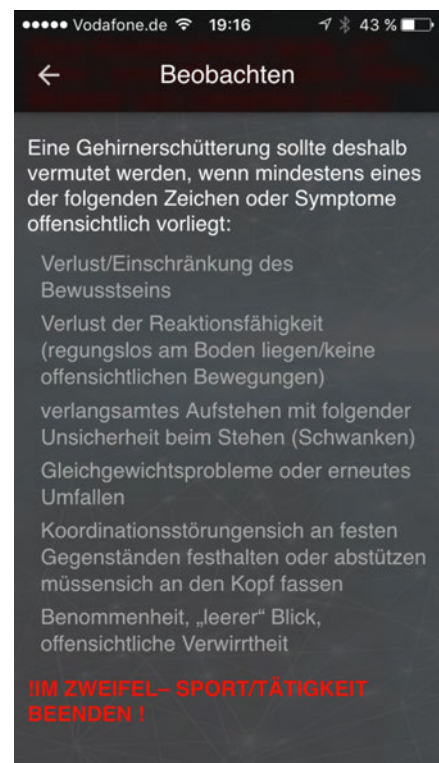 Vodafone.de 19:16 43 %
Beobachten
Eine Gehirnerschütterung sollte deshalb
vermutet werden, wenn mindestens eines
der folgenden Zeichen oder Symptome
offensichtlich vorliegt:
Verlust/Einschränkung des
Bewusstseins
Verlust der Reaktionsfähigkeit
(regungslos am Boden liegen/keine
offensichtlichen Bewegungen)
verlangsamtes Aufstehen mit folgender
Unsicherheit beim Stehen (Schwanken)
Gleichgewichtsprobleme oder erneutes
Umfallen
Koordinationsstörungensich an festen
Gegenständen festhalten oder abstützen
müssensich an den Kopf fassen
Benommenheit, „leerer“ Blick,
offensichtliche Verwirrtheit
!IM ZWEIFEL– SPORT/TÄTIGKEIT
BEENDEN !